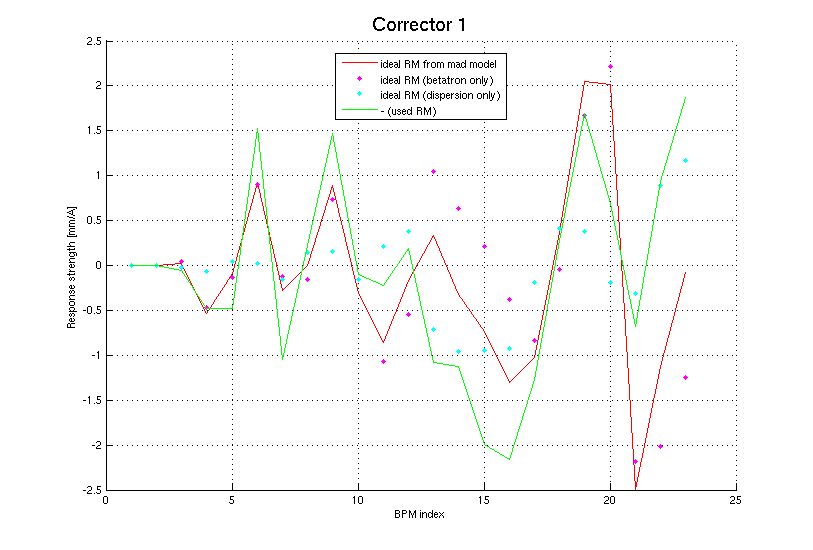 Corrector 1
ideal RM from mad model
ideal RM (betatron only)
ideal RM (dispersion only)
- (used RM)
2.5
2
1.5
1
0.5
0
-0.5
-1
-1.5
-2
-2.5
Response strength [nm/A]
0
5
10
15
20
25
BPM index